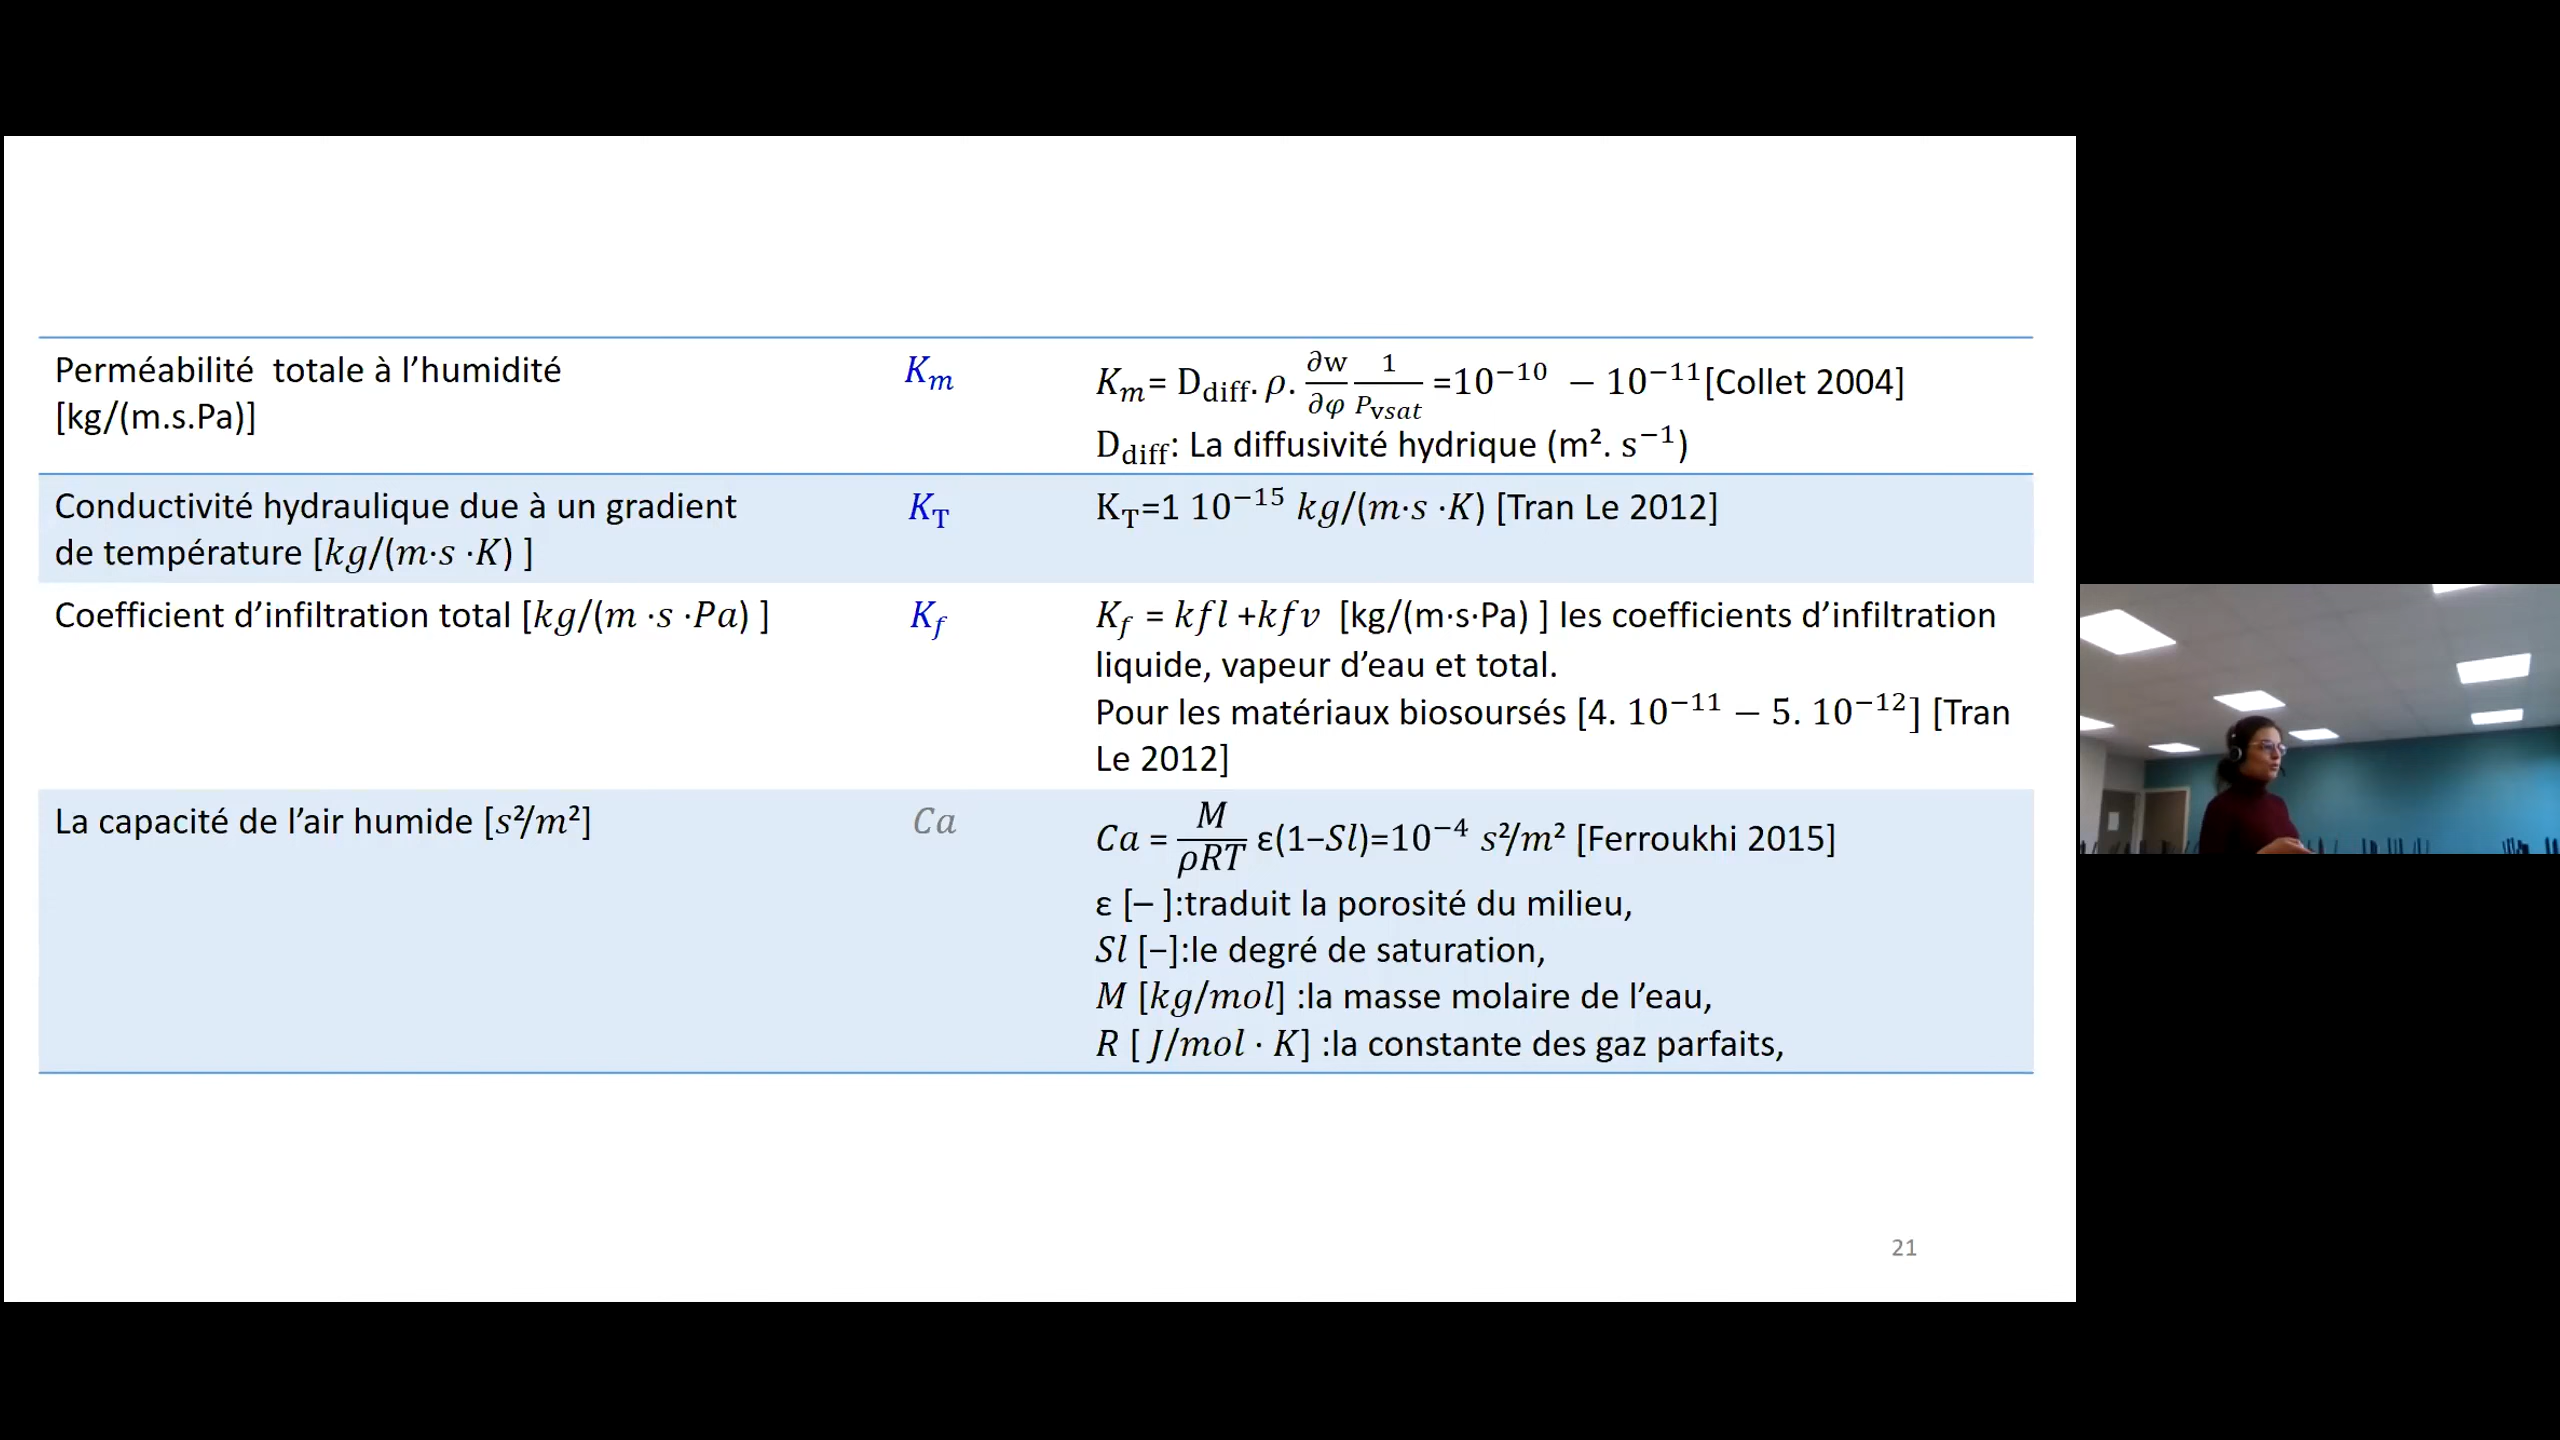 Perméabilité totale à l’humidité
[kg/(m.s.Pa)]
K_m
K_m= D_diff. ρ. ∂w/∂φ 1/P_vsat =10^−10 − 10^−11[Collet 2004]
D_diff: La diffusivité hydrique (m². s^−1)
Conductivité hydraulique due à un gradient
de température [kg/(m·s ·K) ]
K_T
K_T=1 10^−15 kg/(m·s ·K) [Tran Le 2012]
Coefficient d’infiltration total [kg/(m ·s ·Pa) ]
K_f
K_f = kfl +kfv [kg/(m·s·Pa) ] les coefficients d’infiltration
liquide, vapeur d’eau et total.
Pour les matériaux biosoursés [4. 10^−11 − 5. 10^−12] [Tran
Le 2012]
La capacité de l’air humide [s²/m²]
Ca
Ca = M/ρRT ε(1−Sl)=10^−4 s²/m² [Ferroukhi 2015]
ε [− ]:traduit la porosité du milieu,
Sl [−]:le degré de saturation,
M [kg/mol] :la masse molaire de l’eau,
R [ J/mol · K] :la constante des gaz parfaits,
21